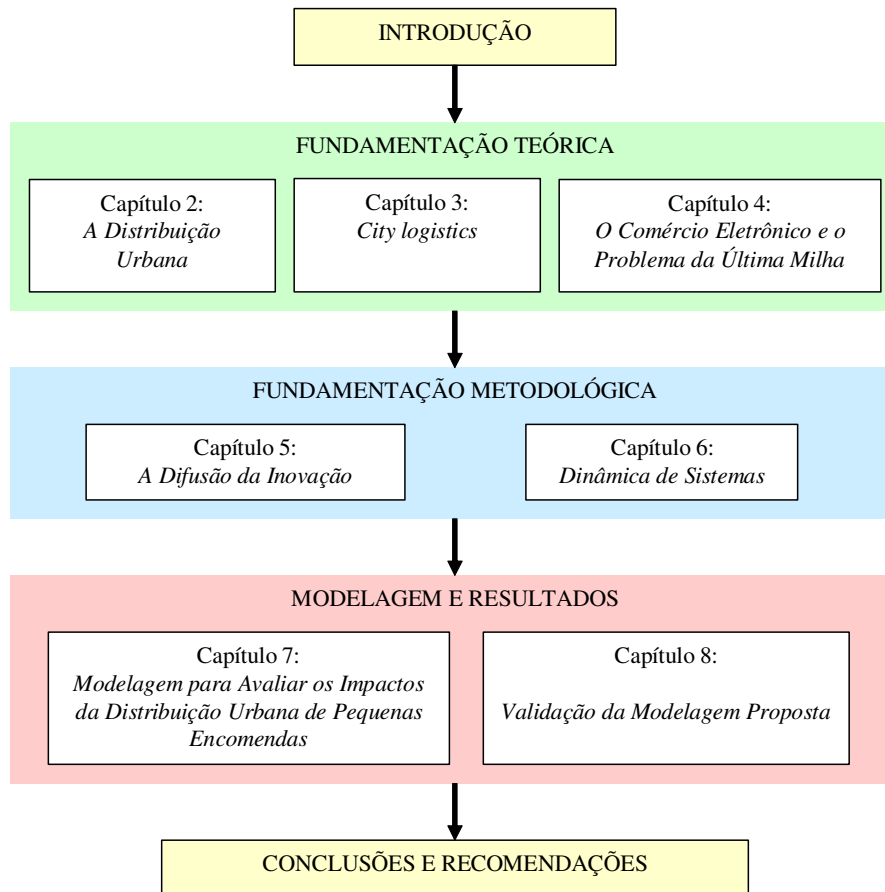 INTRODUÇÃO
FUNDAMENTAÇÃO TEÓRICA
Capítulo 2:
A Distribuição
Urbana
Capítulo 3:
City logistics
Capítulo 4:
O Comércio Eletrônico e o
Problema da Última Milha
FUNDAMENTAÇÃO METODOLÓGICA
Capítulo 5:
A Difusão da Inovação
Capítulo 6:
Dinâmica de Sistemas
MODELAGEM E RESULTADOS
Capítulo 7:
Modelagem para Avaliar os Impactos
da Distribuição Urbana de Pequenas
Encomendas
Capítulo 8:
Validação da Modelagem Proposta
CONCLUSÕES E RECOMENDAÇÕES